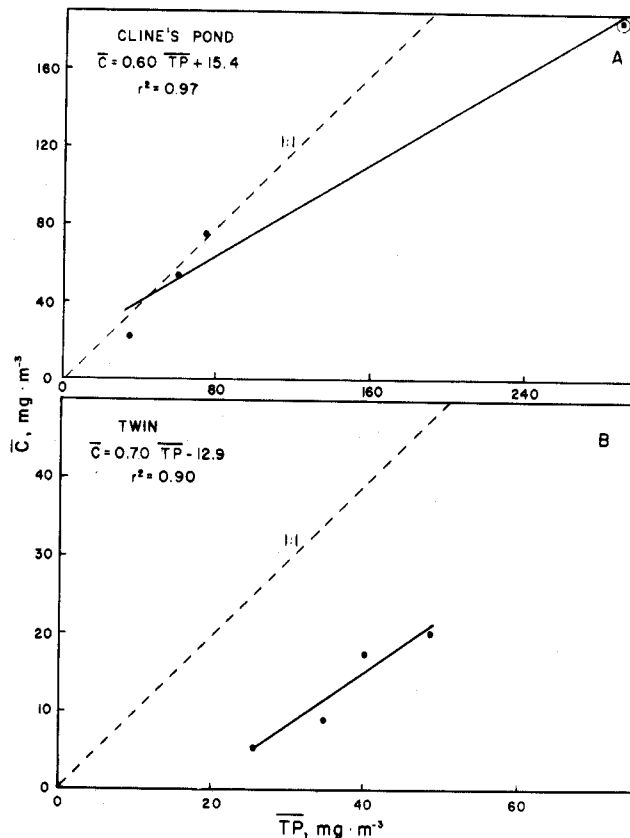 CLINE'S POND
C̅ = 0.60 T̅P̅ + 15.4
r² = 0.97
A
1:1
160
120
80
40
0
0 80 160 240
C̅, mg · m⁻³
TWIN
C̅ = 0.70 T̅P̅ - 12.9
r² = 0.90
B
1:1
40
30
20
10
0
0 20 40 60
T̅P̅, mg · m⁻³